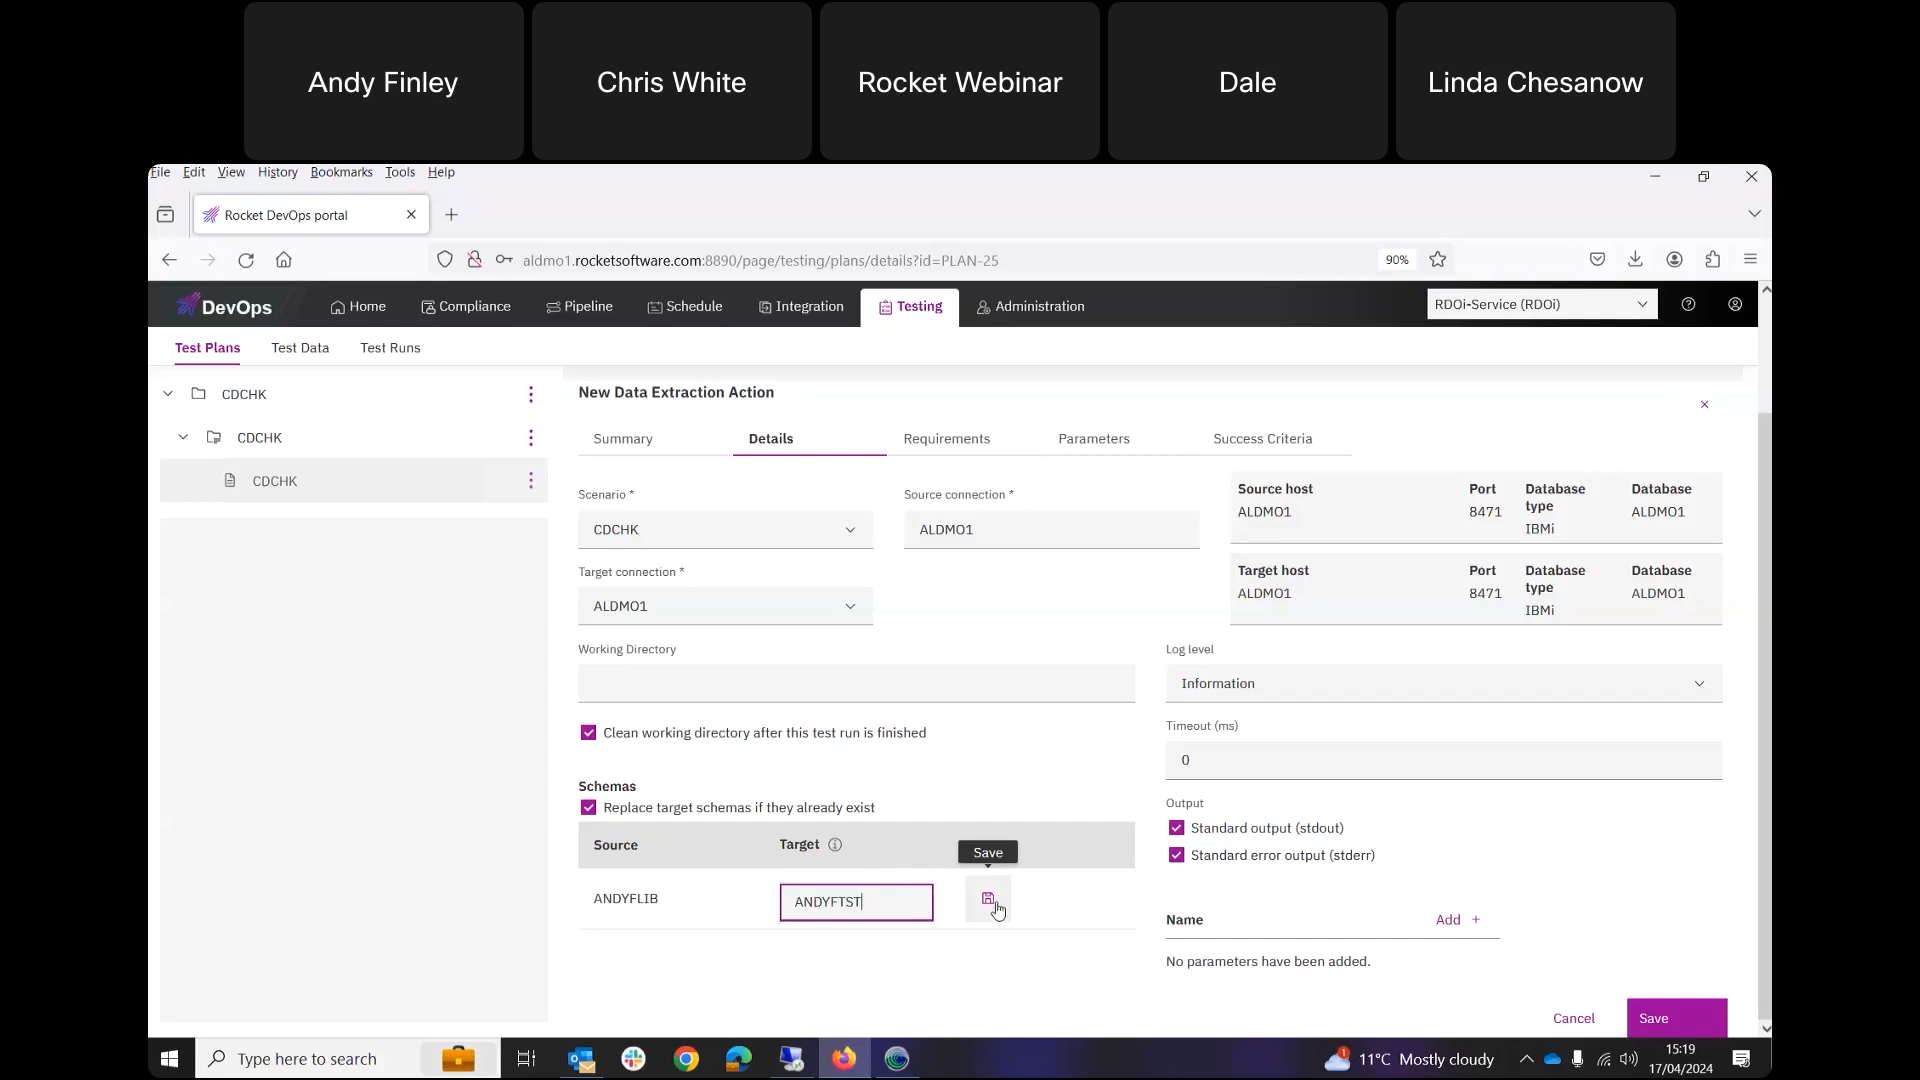 Andy Finley
Chris White
Rocket Webinar
Dale
Linda Chesanow
File Edit View History Bookmarks Tools Help
Rocket DevOps portal
aldmo1.rocketsoftware.com:8890/page/testing/plans/details?id=PLAN-25
90%
DevOps
Home
Compliance
Pipeline
Schedule
Integration
Testing
Administration
RDOi-Service (RDOi)
Test Plans
Test Data
Test Runs
CDCHK
CDCHK
CDCHK
New Data Extraction Action
Summary
Details
Requirements
Parameters
Success Criteria
Scenario *
CDCHK
Source connection *
ALDMO1
Target connection *
ALDMO1
Source host Port Database type Database
ALDMO1 8471 IBMi ALDMO1
Target host Port Database type Database
ALDMO1 8471 IBMi ALDMO1
Working Directory
Clean working directory after this test run is finished
Log level
Information
Timeout (ms)
0
Schemas
Replace target schemas if they already exist
Source
Target
Save
ANDYFLIB
ANDYFTST
Output
Standard output (stdout)
Standard error output (stderr)
Name
Add +
No parameters have been added.
Cancel
Save
Type here to search
11°C Mostly cloudy
15:19
17/04/2024